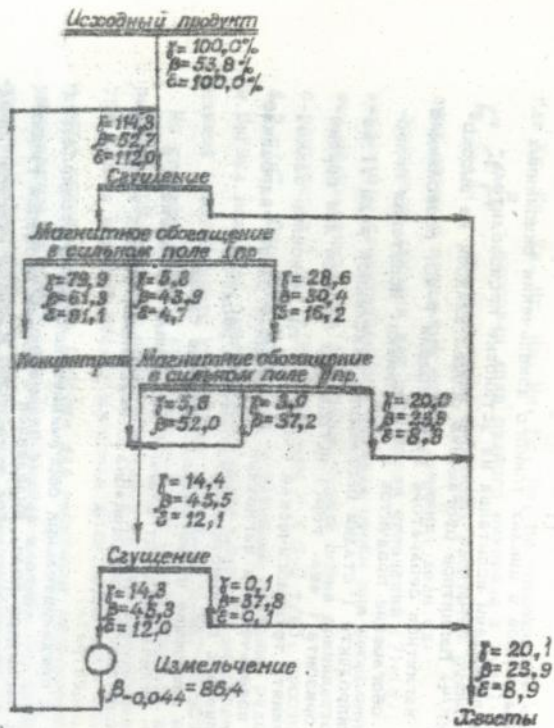 Исходный продукт
γ = 100,0%
β = 53,8%
ε = 100,0%
γ = 114,3
β = 52,7
ε = 112,0
Сгущение
Магнитное обогащение
в сильном поле I пр.
γ = 79,9
β = 61,3
ε = 91,1
γ = 5,8
β = 43,9
ε = 4,7
γ = 28,6
β = 30,4
ε = 16,2
Концентрат
Магнитное обогащение
в сильном поле II пр.
γ = 5,6
β = 52,0
γ = 3,0
β = 37,2
γ = 20,0
β = 23,8
ε = 8,8
γ = 14,4
β = 45,5
ε = 12,1
Сгущение
γ = 14,3
β = 45,3
ε = 12,0
γ = 0,1
β = 37,8
ε = 0,1
Измельчение
β-0,044 = 86,4
γ = 20,1
β = 23,9
ε = 8,9
Хвосты